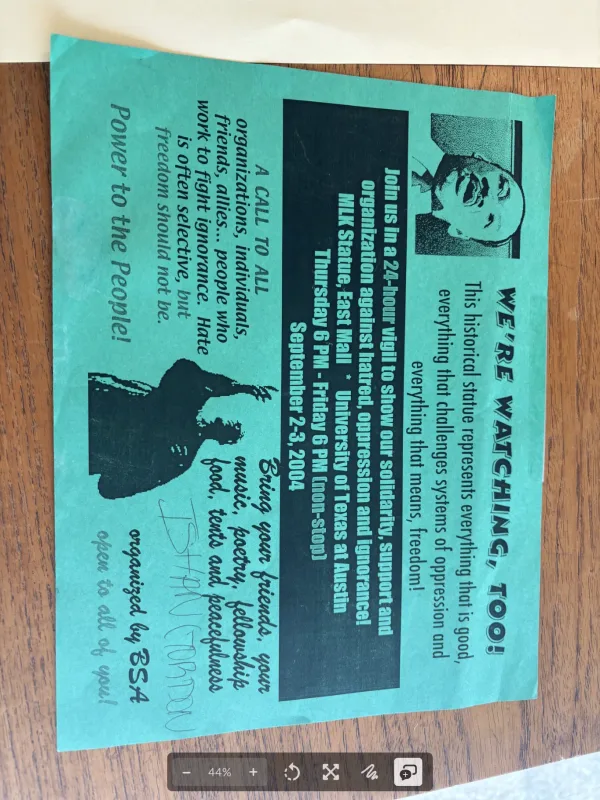 WE'RE WATCHING, TOO!
This historical statue represents everything that is good,
everything that challenges systems of oppression and
everything that means, freedom!
Join us in a 24-hour vigil to show our solidarity, support and
organization against hatred, oppression and ignorance!
MLK Statue, East Mall * University of Texas at Austin
Thursday 6 PM - Friday 6 PM (non-stop)
September 2-3, 2004
A CALL TO ALL
organizations, individuals,
friends, allies... people who
work to fight ignorance. Hate
is often selective, but
freedom should not be.
Power to the People!
Bring your friends, your
music, poetry, fellowship
food, tents and peacefulness
ISHAN GORDON
organized by BSA
open to all of you!
44%